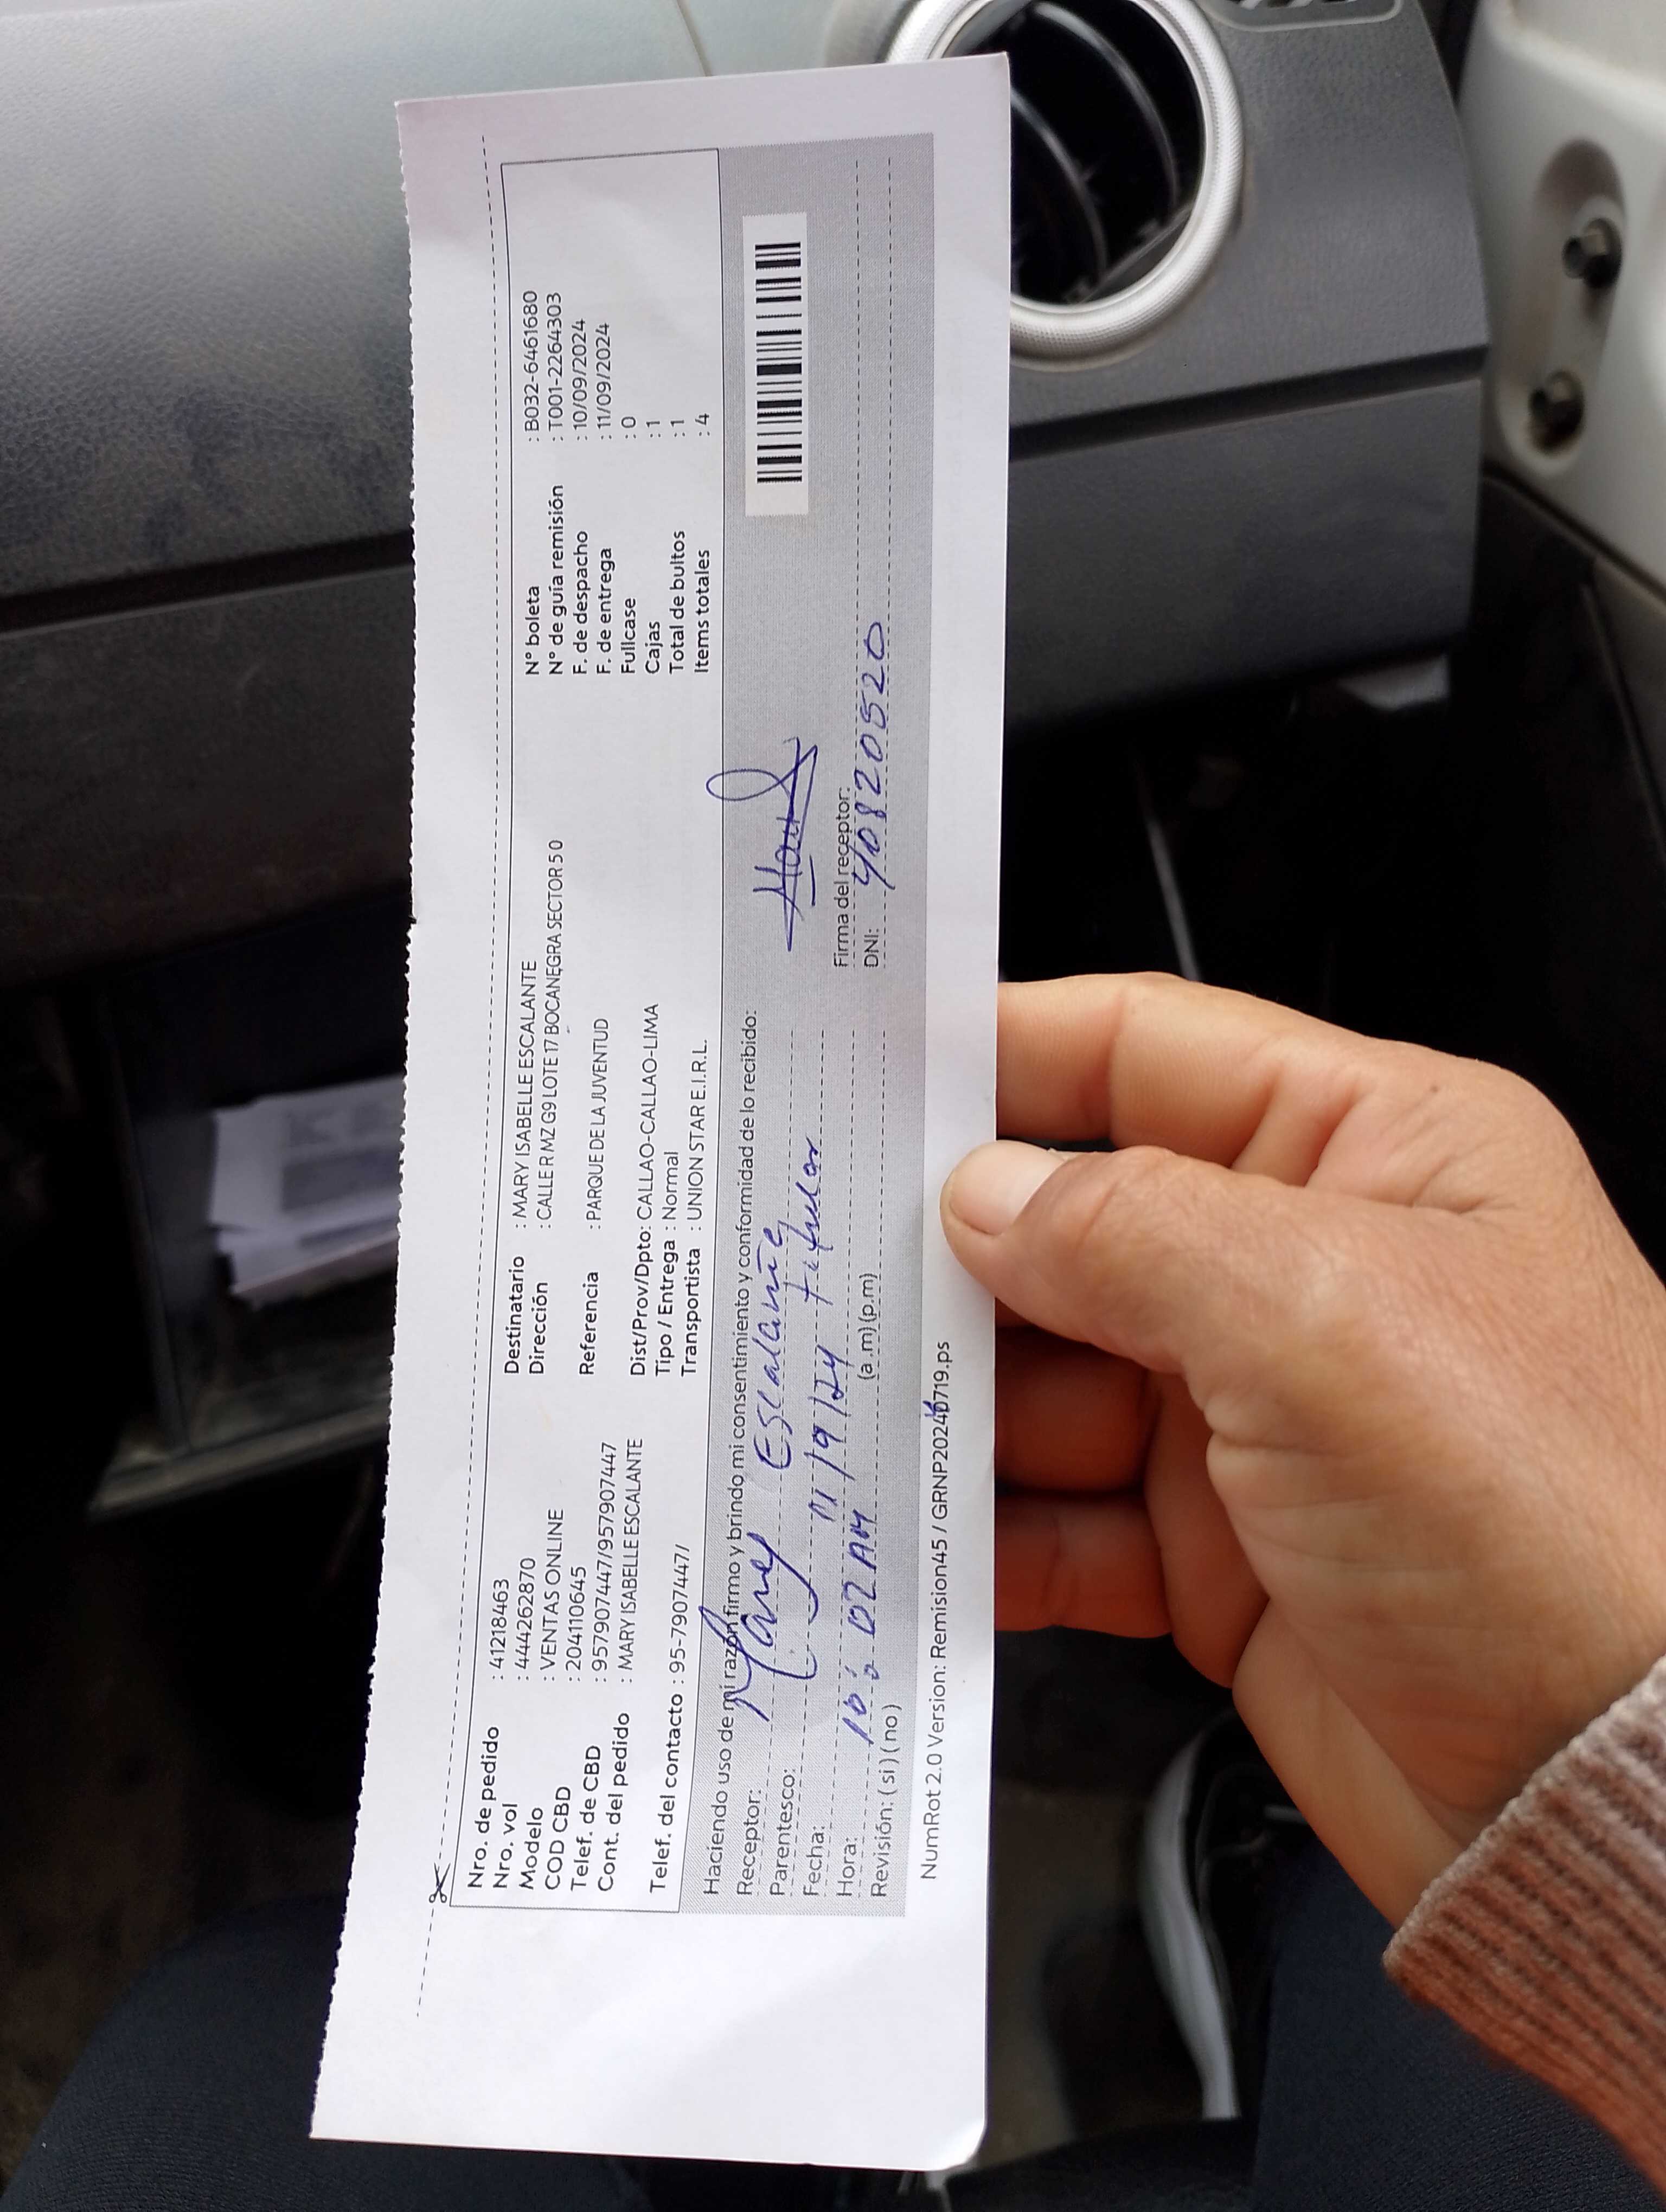 Nro. de pedido : 41218463
Nro. vol : 444262870
Modelo : VENTAS ONLINE
COD CBD : 204110645
Telef. de CBD : 957907447/957907447
Cont. del pedido : MARY ISABELLE ESCALANTE
Telef. del contacto : 95-7907447/
Destinatario : MARY ISABELLE ESCALANTE
Dirección : CALLE R MZ G9 LOTE 17 BOCANEGRA SECTOR 5 0
Referencia : PARQUE DE LA JUVENTUD
Dist/Prov/Dpto: CALLAO-CALLAO-LIMA
Tipo / Entrega : Normal
Transportista : UNION STAR E.I.R.L.
N° boleta : B032-6461680
N° de guía remisión : T001-2264303
F. de despacho : 10/09/2024
F. de entrega : 11/09/2024
Fullcase : 0
Cajas : 1
Total de bultos : 1
Items totales : 4
Haciendo uso de mi razón firmo y brindo mi consentimiento y conformidad de lo recibido:
Receptor: Mary Escalante
Parentesco: titular
Fecha: 11/9/24
Hora: 10:02 AM (a.m) (p.m)
Revisión: ( si ) ( no )
Firma del receptor:
DNI: 40820520
NumRot 2.0 Version: Remision45 / GRNP20240719.ps